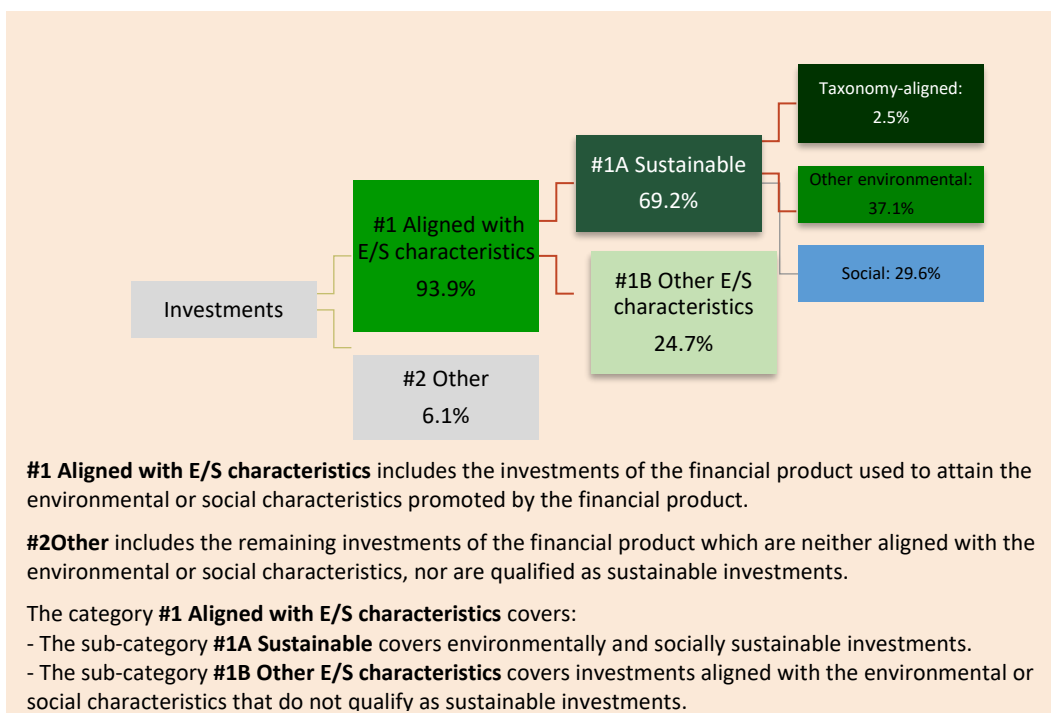 Taxonomy-aligned:
2.5%
#1A Sustainable
69.2%
Other environmental:
37.1%
#1 Aligned with
E/S characteristics
93.9%
Social: 29.6%
#1B Other E/S
characteristics
24.7%
Investments
#2 Other
6.1%
#1 Aligned with E/S characteristics includes the investments of the financial product used to attain the
environmental or social characteristics promoted by the financial product.
#2Other includes the remaining investments of the financial product which are neither aligned with the
environmental or social characteristics, nor are qualified as sustainable investments.
The category #1 Aligned with E/S characteristics covers:
- The sub-category #1A Sustainable covers environmentally and socially sustainable investments.
- The sub-category #1B Other E/S characteristics covers investments aligned with the environmental or
social characteristics that do not qualify as sustainable investments.